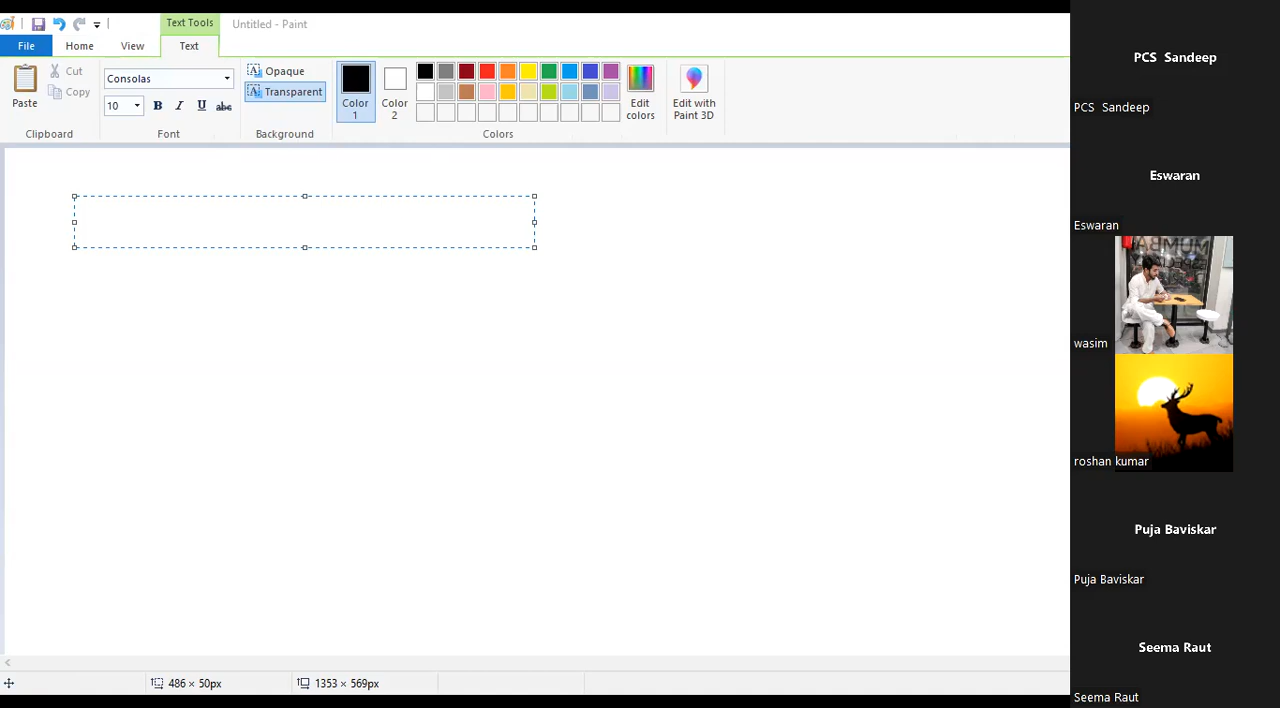 Text Tools
Untitled - Paint
File
Home
View
Text
Paste
Cut
Copy
Clipboard
Consolas
10
B
I
U
abc
Font
Opaque
Transparent
Background
Color 1
Color 2
Edit colors
Colors
Edit with Paint 3D
486 × 50px
1353 × 569px
PCS Sandeep
PCS Sandeep
Eswaran
Eswaran
MUMBAI
wasim
roshan kumar
Puja Baviskar
Puja Baviskar
Seema Raut
Seema Raut